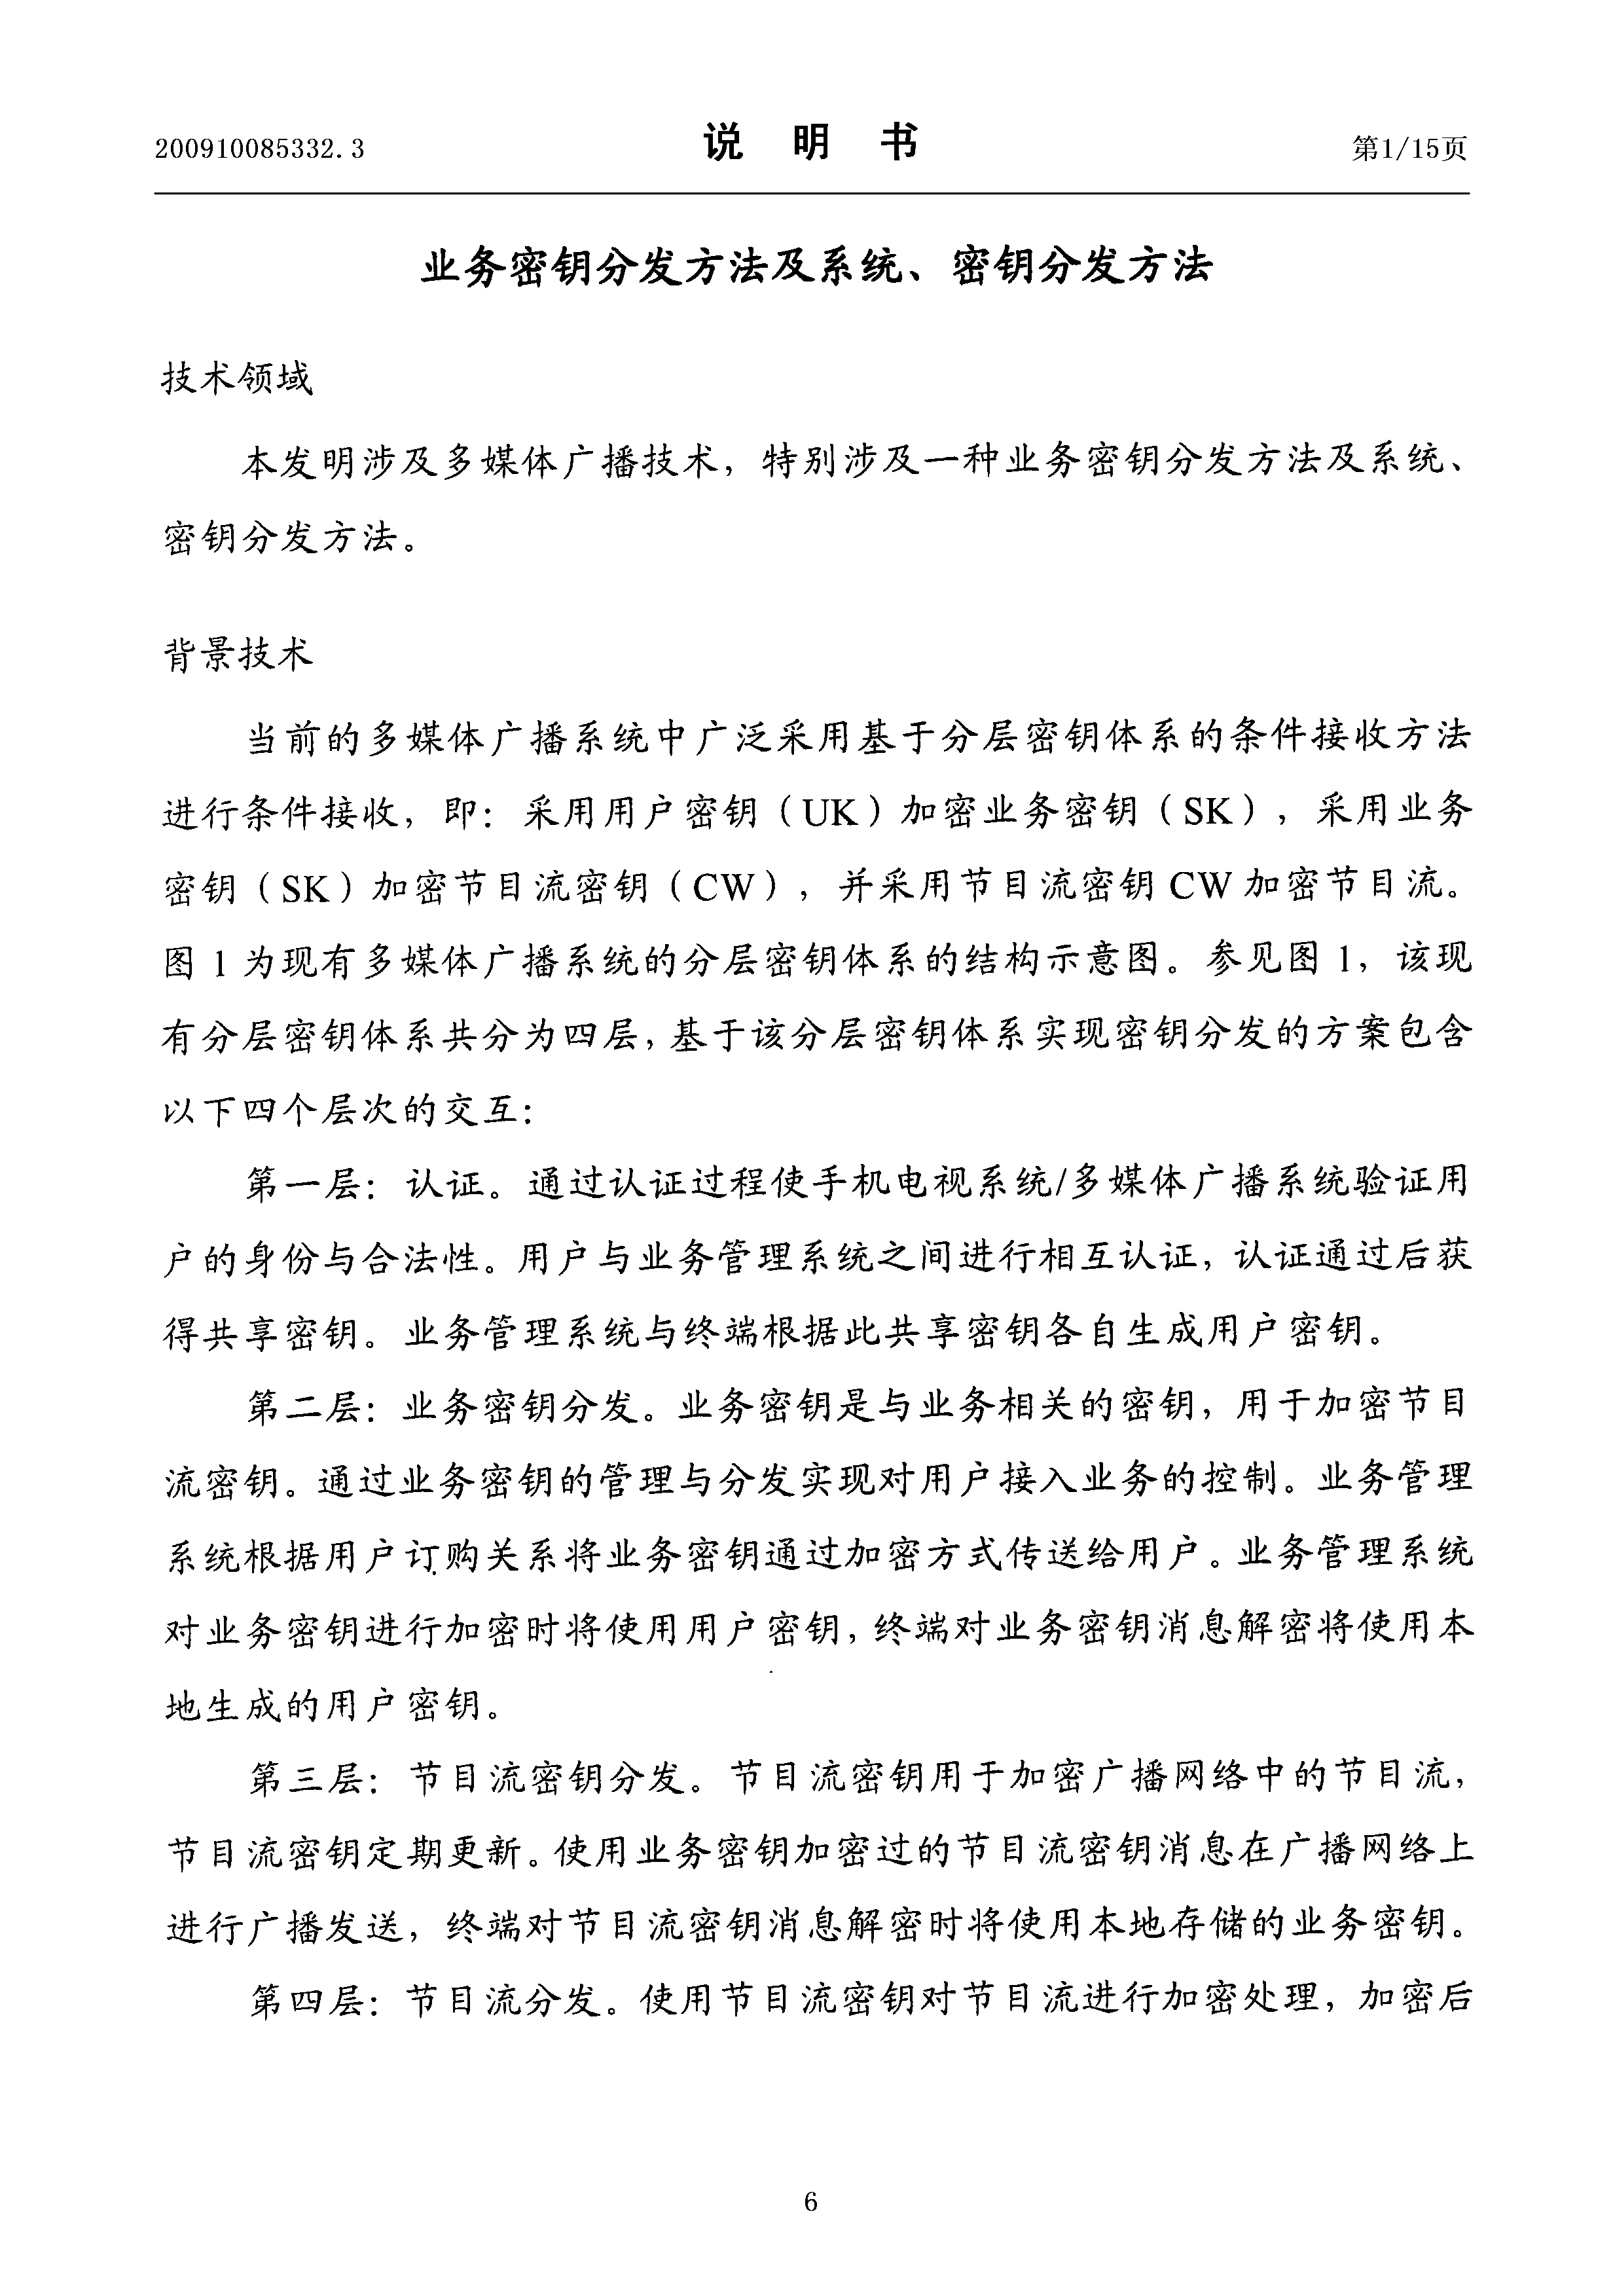 200910085332.3
说 明 书
第1/15页
业务密钥分发方法及系统、密钥分发方法
技术领域
本发明涉及多媒体广播技术，特别涉及一种业务密钥分发方法及系统、
密钥分发方法。
背景技术
当前的多媒体广播系统中广泛采用基于分层密钥体系的条件接收方法
进行条件接收，即：采用用户密钥（UK）加密业务密钥（SK），采用业务
密钥（SK）加密节目流密钥（CW），并采用节目流密钥 CW 加密节目流。
图 1 为现有多媒体广播系统的分层密钥体系的结构示意图。参见图 1，该现
有分层密钥体系共分为四层，基于该分层密钥体系实现密钥分发的方案包含
以下四个层次的交互：
第一层：认证。通过认证过程使手机电视系统/多媒体广播系统验证用
户的身份与合法性。用户与业务管理系统之间进行相互认证，认证通过后获
得共享密钥。业务管理系统与终端根据此共享密钥各自生成用户密钥。
第二层：业务密钥分发。业务密钥是与业务相关的密钥，用于加密节目
流密钥。通过业务密钥的管理与分发实现对用户接入业务的控制。业务管理
系统根据用户订购关系将业务密钥通过加密方式传送给用户。业务管理系统
对业务密钥进行加密时将使用用户密钥，终端对业务密钥消息解密将使用本
地生成的用户密钥。
第三层：节目流密钥分发。节目流密钥用于加密广播网络中的节目流，
节目流密钥定期更新。使用业务密钥加密过的节目流密钥消息在广播网络上
进行广播发送，终端对节目流密钥消息解密时将使用本地存储的业务密钥。
第四层：节目流分发。使用节目流密钥对节目流进行加密处理，加密后
6